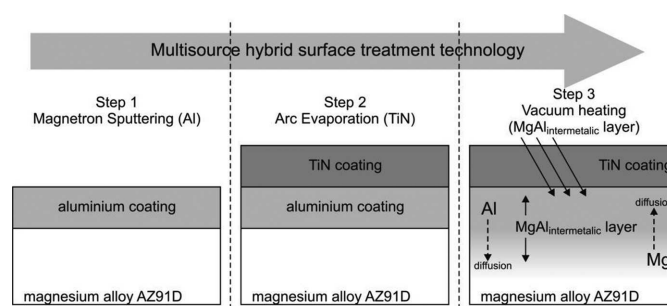 Multisource hybrid surface treatment technology
Step 1
Magnetron Sputtering (Al)
aluminium coating
magnesium alloy AZ91D
Step 2
Arc Evaporation (TiN)
TiN coating
aluminium coating
magnesium alloy AZ91D
Step 3
Vacuum heating
(MgAlintermetalic layer)
TiN coating
Al
diffusion
MgAlintermetalic layer
diffusion
Mg
magnesium alloy AZ91D